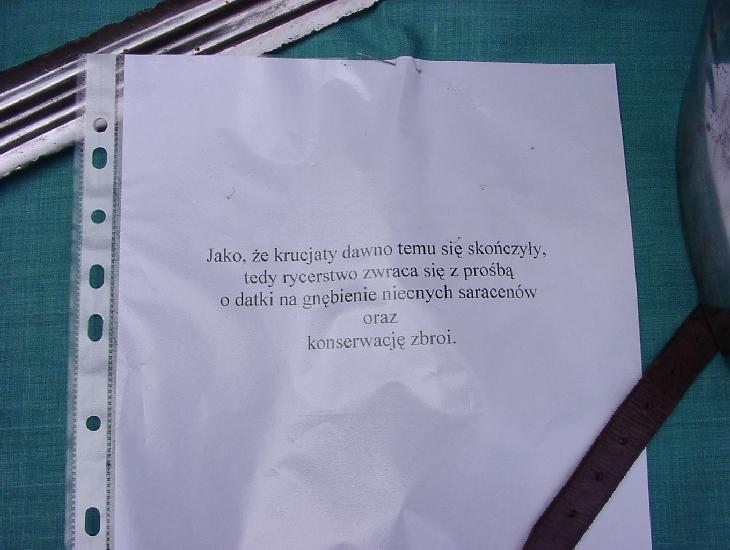 Jako, że krucjaty dawno temu się skończyły,
tedy rycerstwo zwraca się z prośbą
o datki na gnębienie niecnych saracenów
oraz
konserwację zbroi.